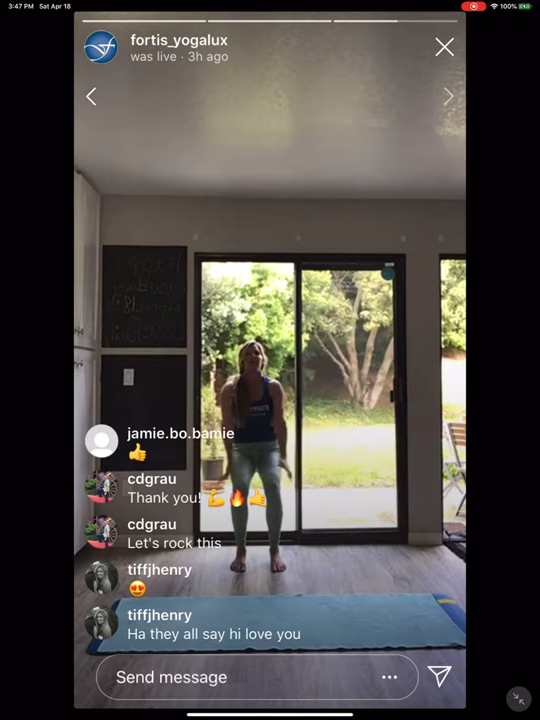 3:47 PM Sat Apr 18
100%
fortis_yogalux
was live · 3h ago
jamie.bo.bamie
👍
cdgrau
Thank you! 💪🔥👍
cdgrau
Let's rock this
tiffjhenry
😍
tiffjhenry
Ha they all say hi love you
Send message